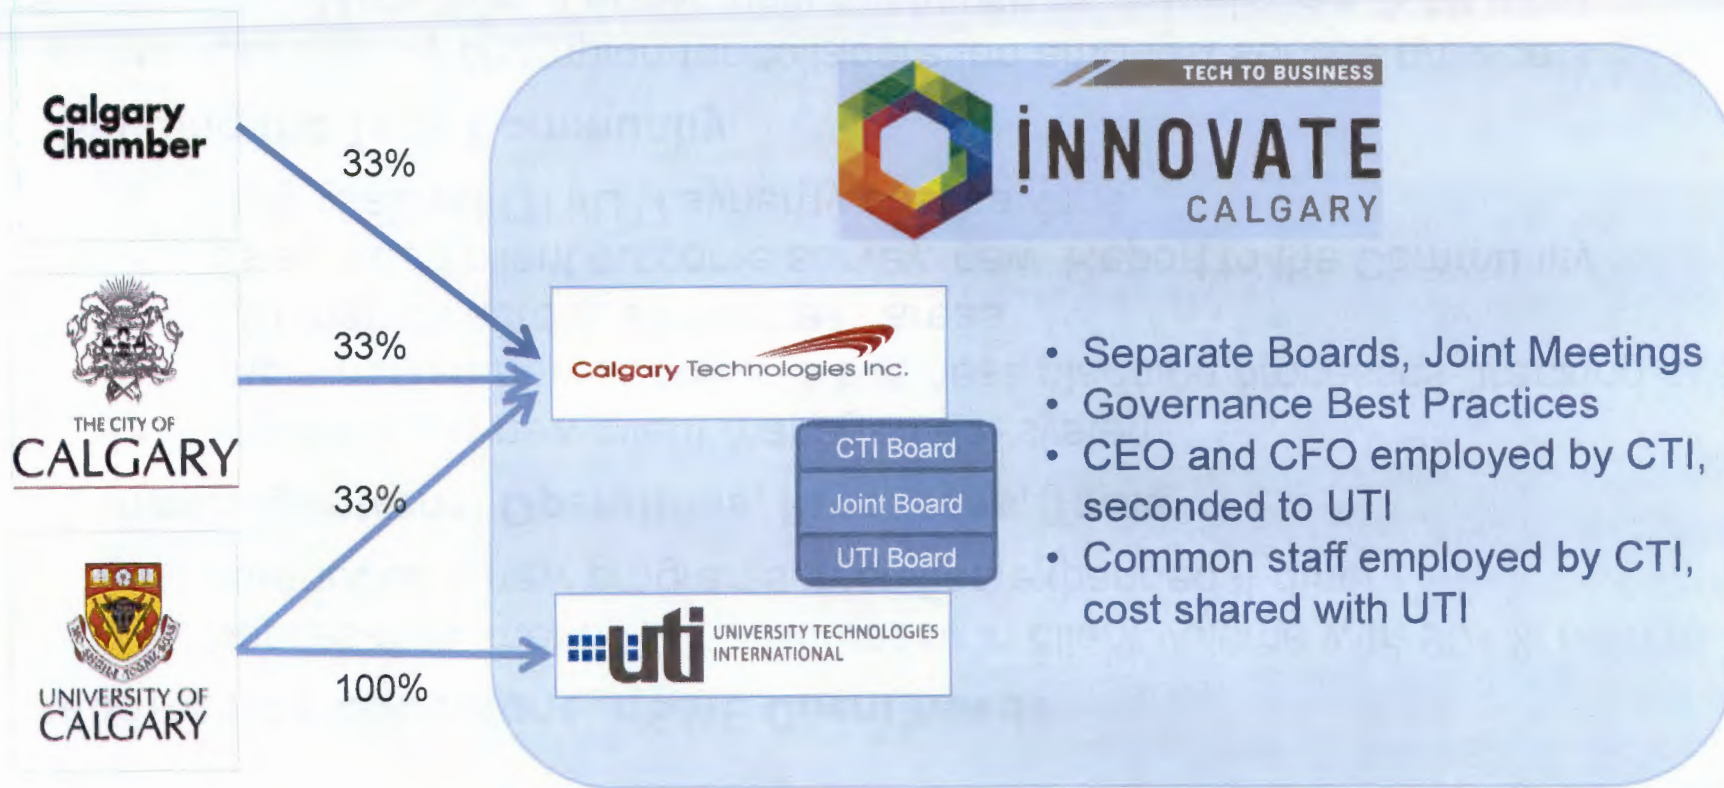 Calgary
Chamber
33%
THE CITY OF
CALGARY
33%
33%
UNIVERSITY OF
CALGARY
100%
TECH TO BUSINESS
INNOVATE
CALGARY
Calgary Technologies Inc.
CTI Board
Joint Board
UTI Board
uti UNIVERSITY TECHNOLOGIES
INTERNATIONAL
• Separate Boards, Joint Meetings
• Governance Best Practices
• CEO and CFO employed by CTI,
seconded to UTI
• Common staff employed by CTI,
cost shared with UTI